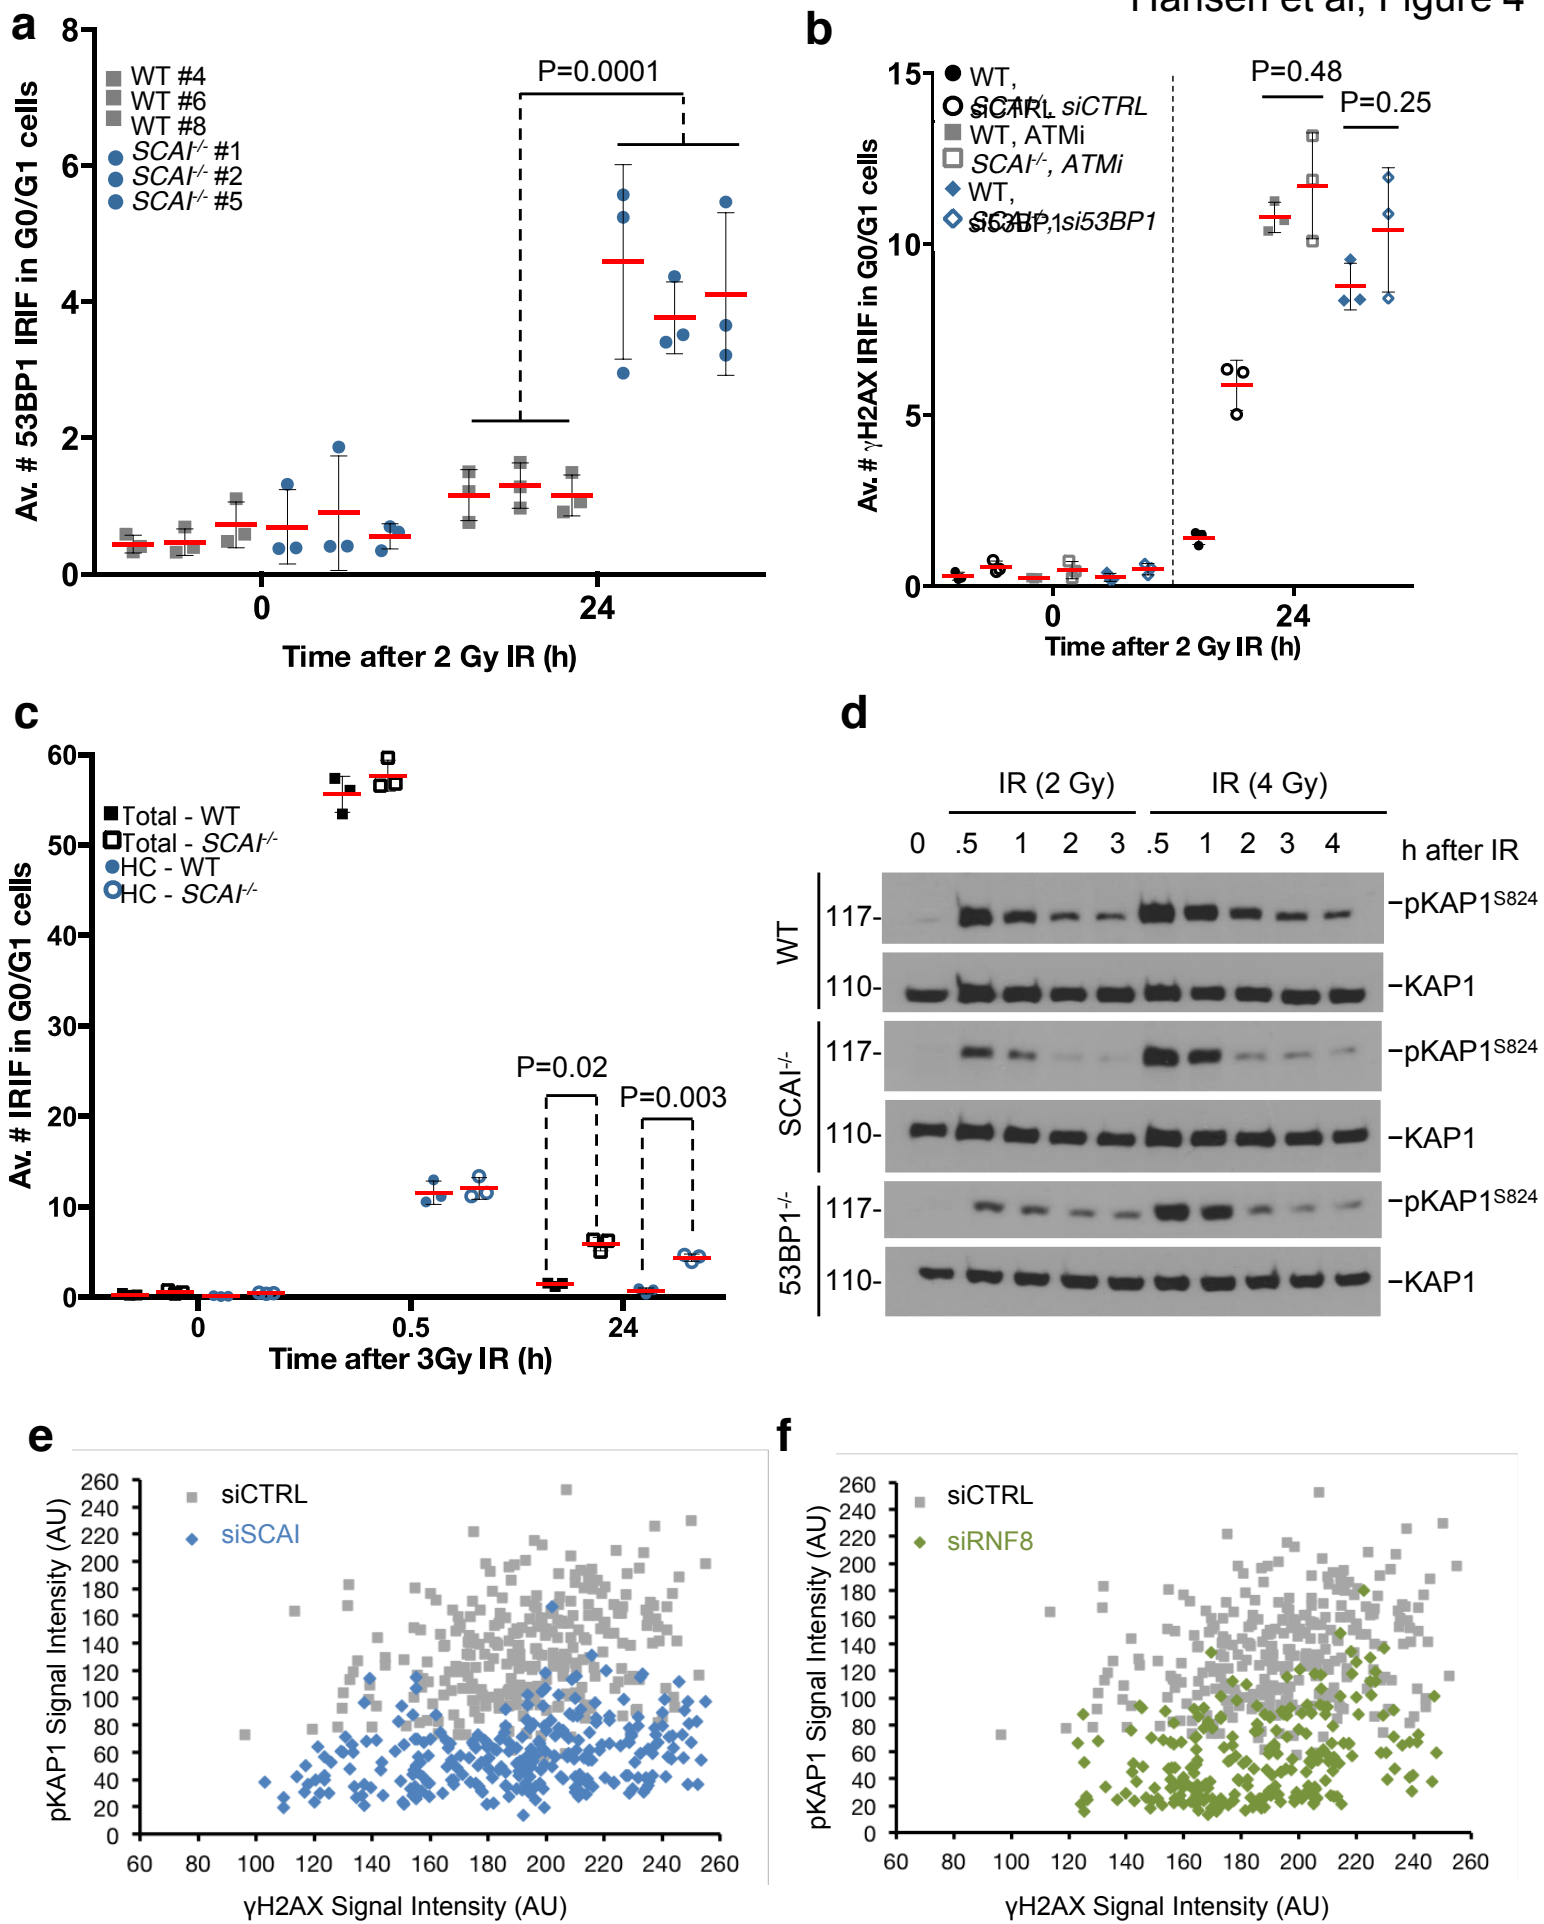 Hansen et al, Figure 4
a
8
6
4
2
0
Av. # 53BP1 IRIF in G0/G1 cells
WT #4
WT #6
WT #8
SCAI-/- #1
SCAI-/- #2
SCAI-/- #5
P=0.0001
0
24
Time after 2 Gy IR (h)
b
15
10
5
0
Av. # γH2AX IRIF in G0/G1 cells
WT,
siCTRL
SCAI-/-, siCTRL
WT, ATMi
SCAI-/-, ATMi
WT,
si53BP1
SCAI-/-, si53BP1
P=0.48
P=0.25
0
24
Time after 2 Gy IR (h)
c
60
50
40
30
20
10
0
Av. # IRIF in G0/G1 cells
Total - WT
Total - SCAI-/-
HC - WT
HC - SCAI-/-
P=0.02
P=0.003
0
0.5
24
Time after 3Gy IR (h)
d
IR (2 Gy)
IR (4 Gy)
0 .5 1 2 3 .5 1 2 3 4 h after IR
WT
117- -pKAP1S824
110- -KAP1
SCAI-/-
117- -pKAP1S824
110- -KAP1
53BP1-/-
117- -pKAP1S824
110- -KAP1
e
260
240
220
200
180
160
140
120
100
80
60
40
20
0
pKAP1 Signal Intensity (AU)
siCTRL
siSCAI
60 80 100 120 140 160 180 200 220 240 260
γH2AX Signal Intensity (AU)
f
260
240
220
200
180
160
140
120
100
80
60
40
20
0
pKAP1 Signal Intensity (AU)
siCTRL
siRNF8
60 80 100 120 140 160 180 200 220 240 260
γH2AX Signal Intensity (AU)